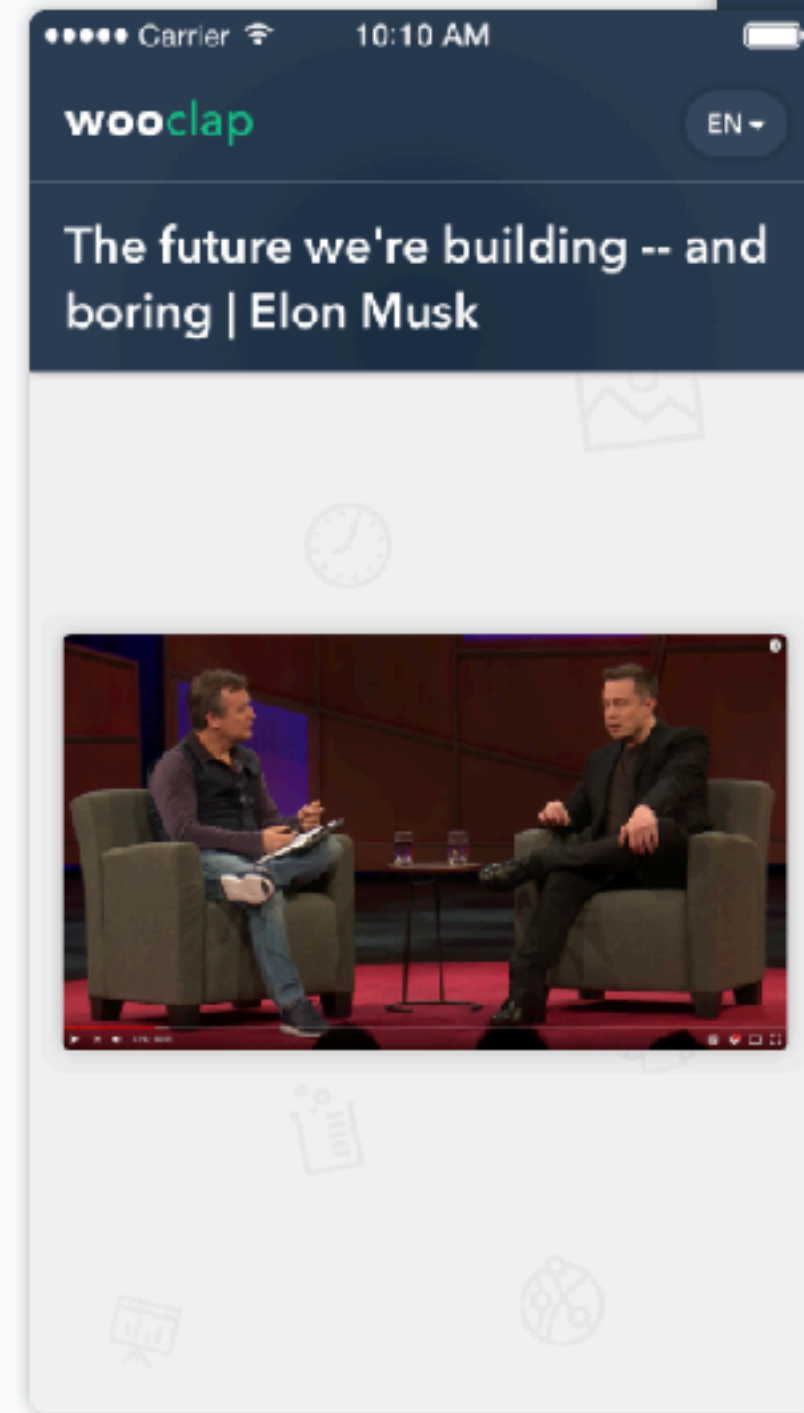 Carrier 10:10 AM
wooclap EN
The future we're building -- and
boring | Elon Musk